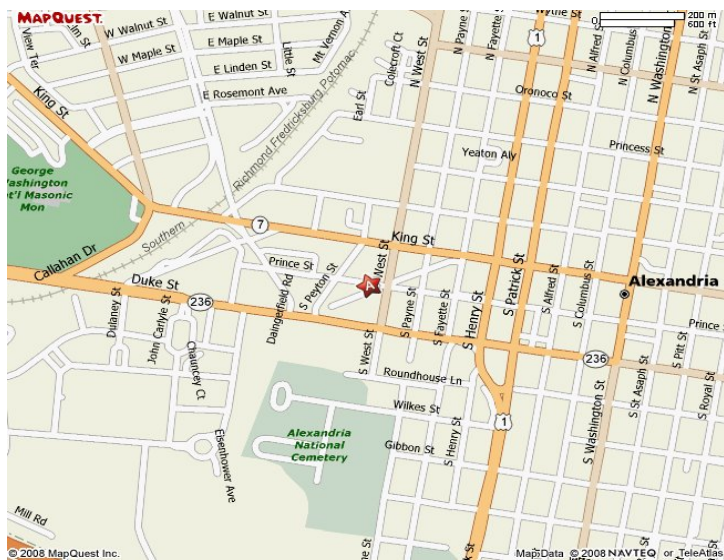 MAPQUEST
200 m
600 ft
0
View Ter
Elm St
W Walnut St
W Maple St
E Walnut St
E Maple St
E Linden St
E Rosemont Ave
Little St
Mt Vernon A
Colecroft Ct
N West St
N Payne St
N Fayette St
1
Wythe St
N Alfred St
N Columbus
N Washington
N St Asaph St
King St
Earl St
Oronoco St
Richmond Fredricksburg Potomac
Yeaton Aly
Princess St
George
Washington
Nt'l Masonic
Mon
7
King St
Southern
Callahan Dr
Prince St
A
West St
Duke St
236
Daingerfield Rd
S Peyton St
S Payne St
S Fayette St
S Henry St
S Patrick St
S Alfred St
S Columbus St
Alexandria
Prince St
Dulaney St
John Carlyle St
Chauncey Ct
S West St
236
S St Asaph St
S Pitt St
S Royal St
Roundhouse Ln
Wilkes St
1
Alexandria
National
Cemetery
Gibbon St
S Henry St
S Washington St
Eisenhower Ave
Mill Rd
© 2008 MapQuest Inc.
Map Data © 2008 NAVTEQ or TeleAtlas